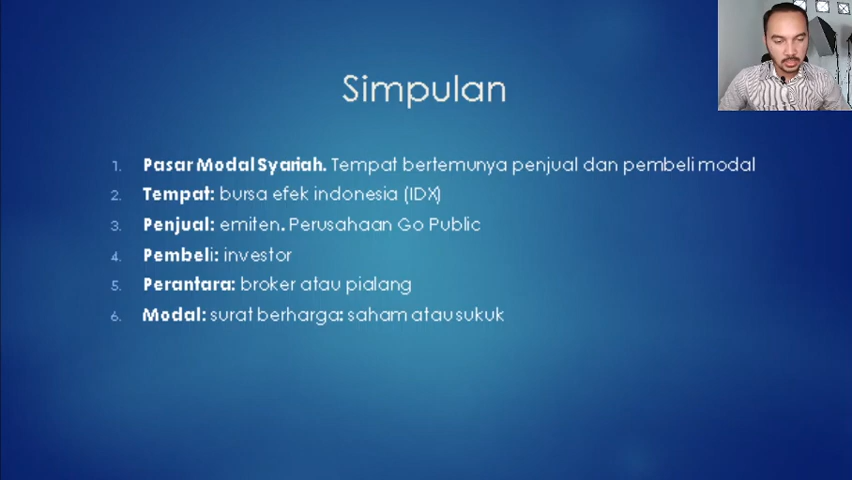 Simpulan
1. Pasar Modal Syariah. Tempat bertemunya penjual dan pembeli modal
2. Tempat: bursa efek indonesia (IDX)
3. Penjual: emiten. Perusahaan Go Public
4. Pembeli: investor
5. Perantara: broker atau pialang
6. Modal: surat berharga: saham atau sukuk